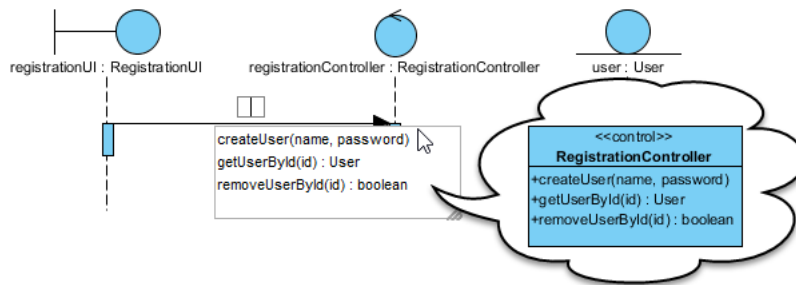 registrationUI : RegistrationUI
registrationController : RegistrationController
user : User
createUser(name, password)
getUserById(id) : User
removeUserById(id) : boolean
<<control>>
RegistrationController
+createUser(name, password)
+getUserById(id) : User
+removeUserById(id) : boolean